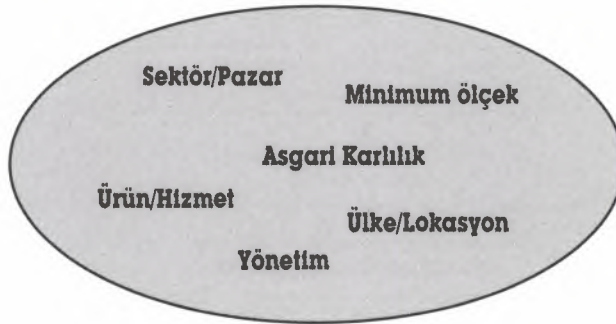 Sektör/Pazar
Minimum ölçek
Asgari Karlılık
Ürün/Hizmet
Ülke/Lokasyon
Yönetim